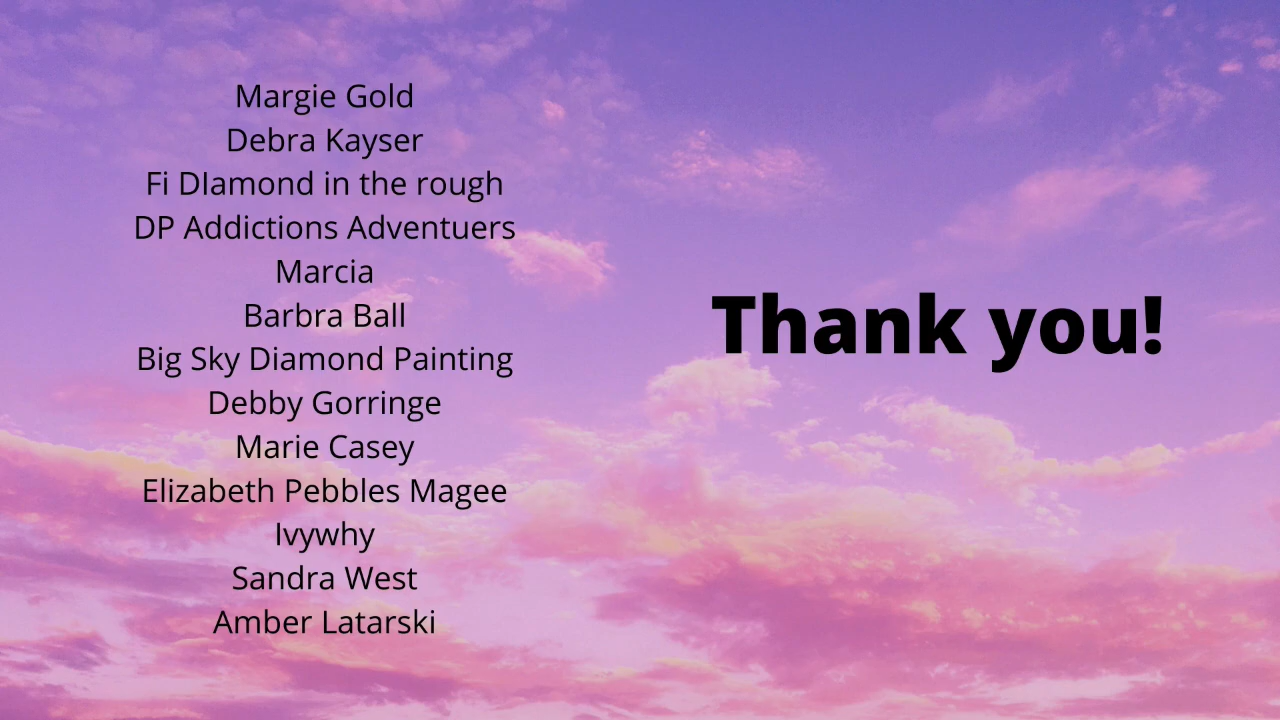 Margie Gold
Debra Kayser
Fi DIamond in the rough
DP Addictions Adventuers
Marcia
Barbra Ball
Big Sky Diamond Painting
Debby Gorringe
Marie Casey
Elizabeth Pebbles Magee
Ivywhy
Sandra West
Amber Latarski
Thank you!